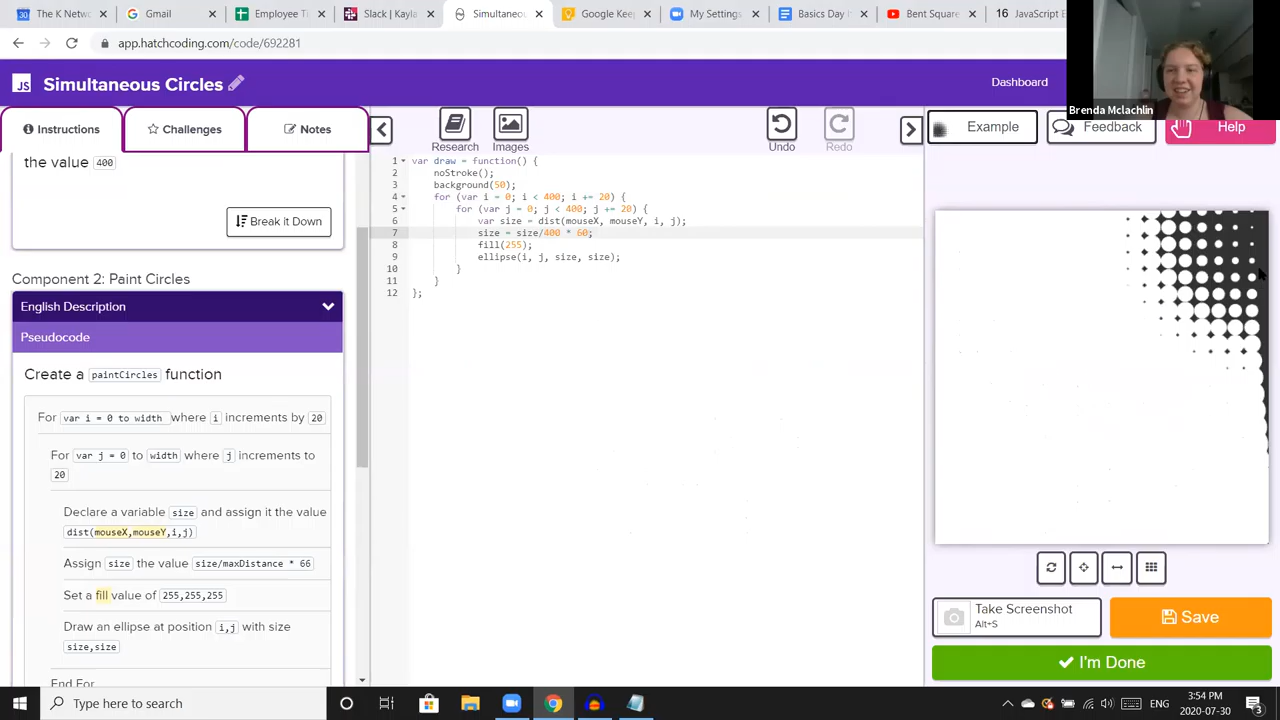 The K Netwo
Gmail
Employee Ti
Slack | Kayla
Simultaneou
Google Keep
My Settings
Basics Day I
Bent Square
16 JavaScript E
app.hatchcoding.com/code/692281
JS Simultaneous Circles
Dashboard
Brenda Mclachlin
Instructions
Challenges
Notes
Research
Images
Undo
Redo
Example
Feedback
Help
the value 400
Break it Down
Component 2: Paint Circles
English Description
Pseudocode
Create a paintCircles function
For var i = 0 to width where i increments by 20
For var j = 0 to width where j increments to
20
Declare a variable size and assign it the value
dist(mouseX,mouseY,i,j)
Assign size the value size/maxDistance * 66
Set a fill value of 255,255,255
Draw an ellipse at position i,j with size
size,size
End For
1 var draw = function() {
2 noStroke();
3 background(50);
4 for (var i = 0; i < 400; i += 20) {
5 for (var j = 0; j < 400; j += 20) {
6 var size = dist(mouseX, mouseY, i, j);
7 size = size/400 * 60;
8 fill(255);
9 ellipse(i, j, size, size);
10 }
11 }
12 };
Take Screenshot
Alt+S
Save
I'm Done
Type here to search
ENG
3:54 PM
2020-07-30
3